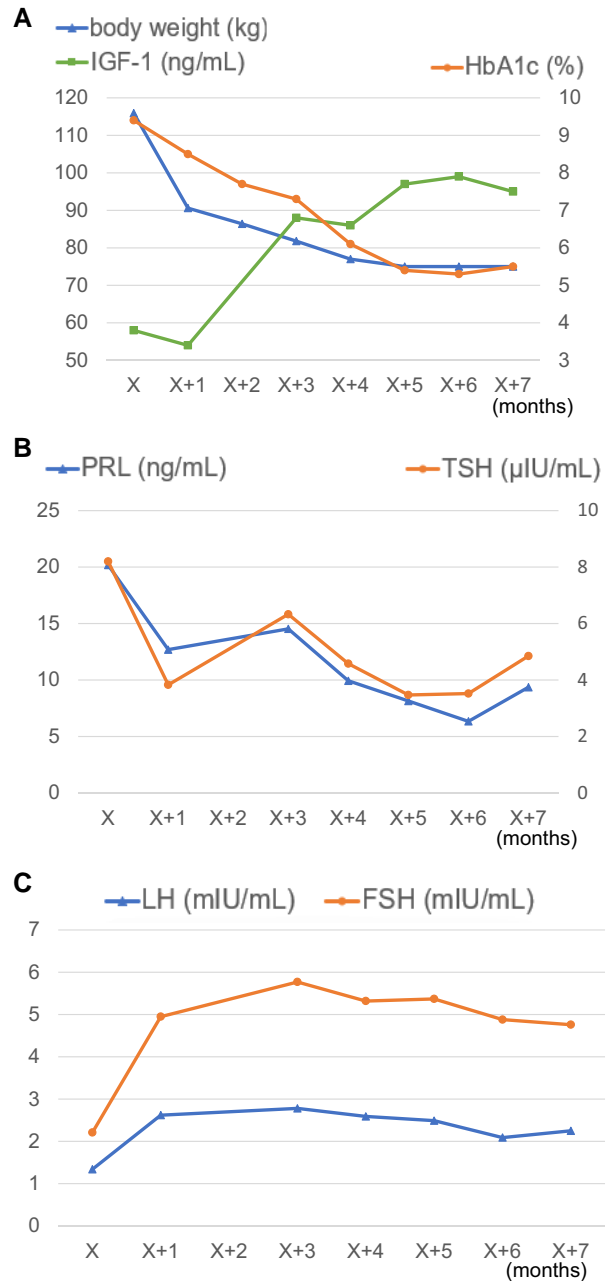 A
body weight (kg)
IGF-1 (ng/mL) HbA1c (%)
120 10
110 9
100 8
90 7
80 6
70 5
60 4
50 3
X X+1 X+2 X+3 X+4 X+5 X+6 X+7
(months)
B
PRL (ng/mL) TSH (µIU/mL)
25 10
20 8
15 6
10 4
5 2
0 0
X X+1 X+2 X+3 X+4 X+5 X+6 X+7
(months)
C
LH (mIU/mL) FSH (mIU/mL)
7
6
5
4
3
2
1
0
X X+1 X+2 X+3 X+4 X+5 X+6 X+7
(months)